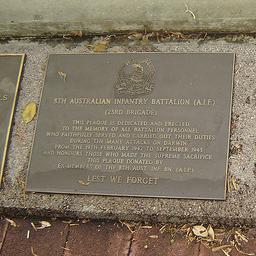 8TH AUSTRALIAN INFANTRY BATTALION (A.I.F.)
(23RD BRIGADE)
THIS PLAQUE IS DEDICATED AND ERECTED
TO THE MEMORY OF ALL BATTALION PERSONNEL
WHO FAITHFULLY SERVED AND CARRIED OUT THEIR DUTIES
DURING THE MANY ATTACKS ON DARWIN
FROM THE 19TH FEBRUARY 1942 TO SEPTEMBER 1943
AND HONOURS THOSE WHO MADE THE SUPREME SACRIFICE
THIS PLAQUE DONATED BY
EX-MEMBERS OF THE 8TH AUST. INF. BN. (A.I.F.)
LEST WE FORGET